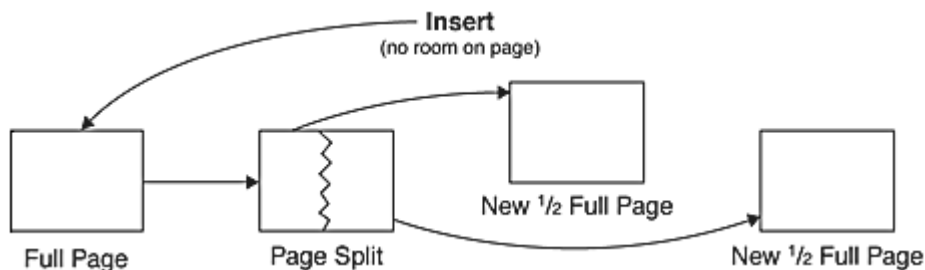 Insert
(no room on page)
New 1/2 Full Page
Full Page
Page Split
New 1/2 Full Page